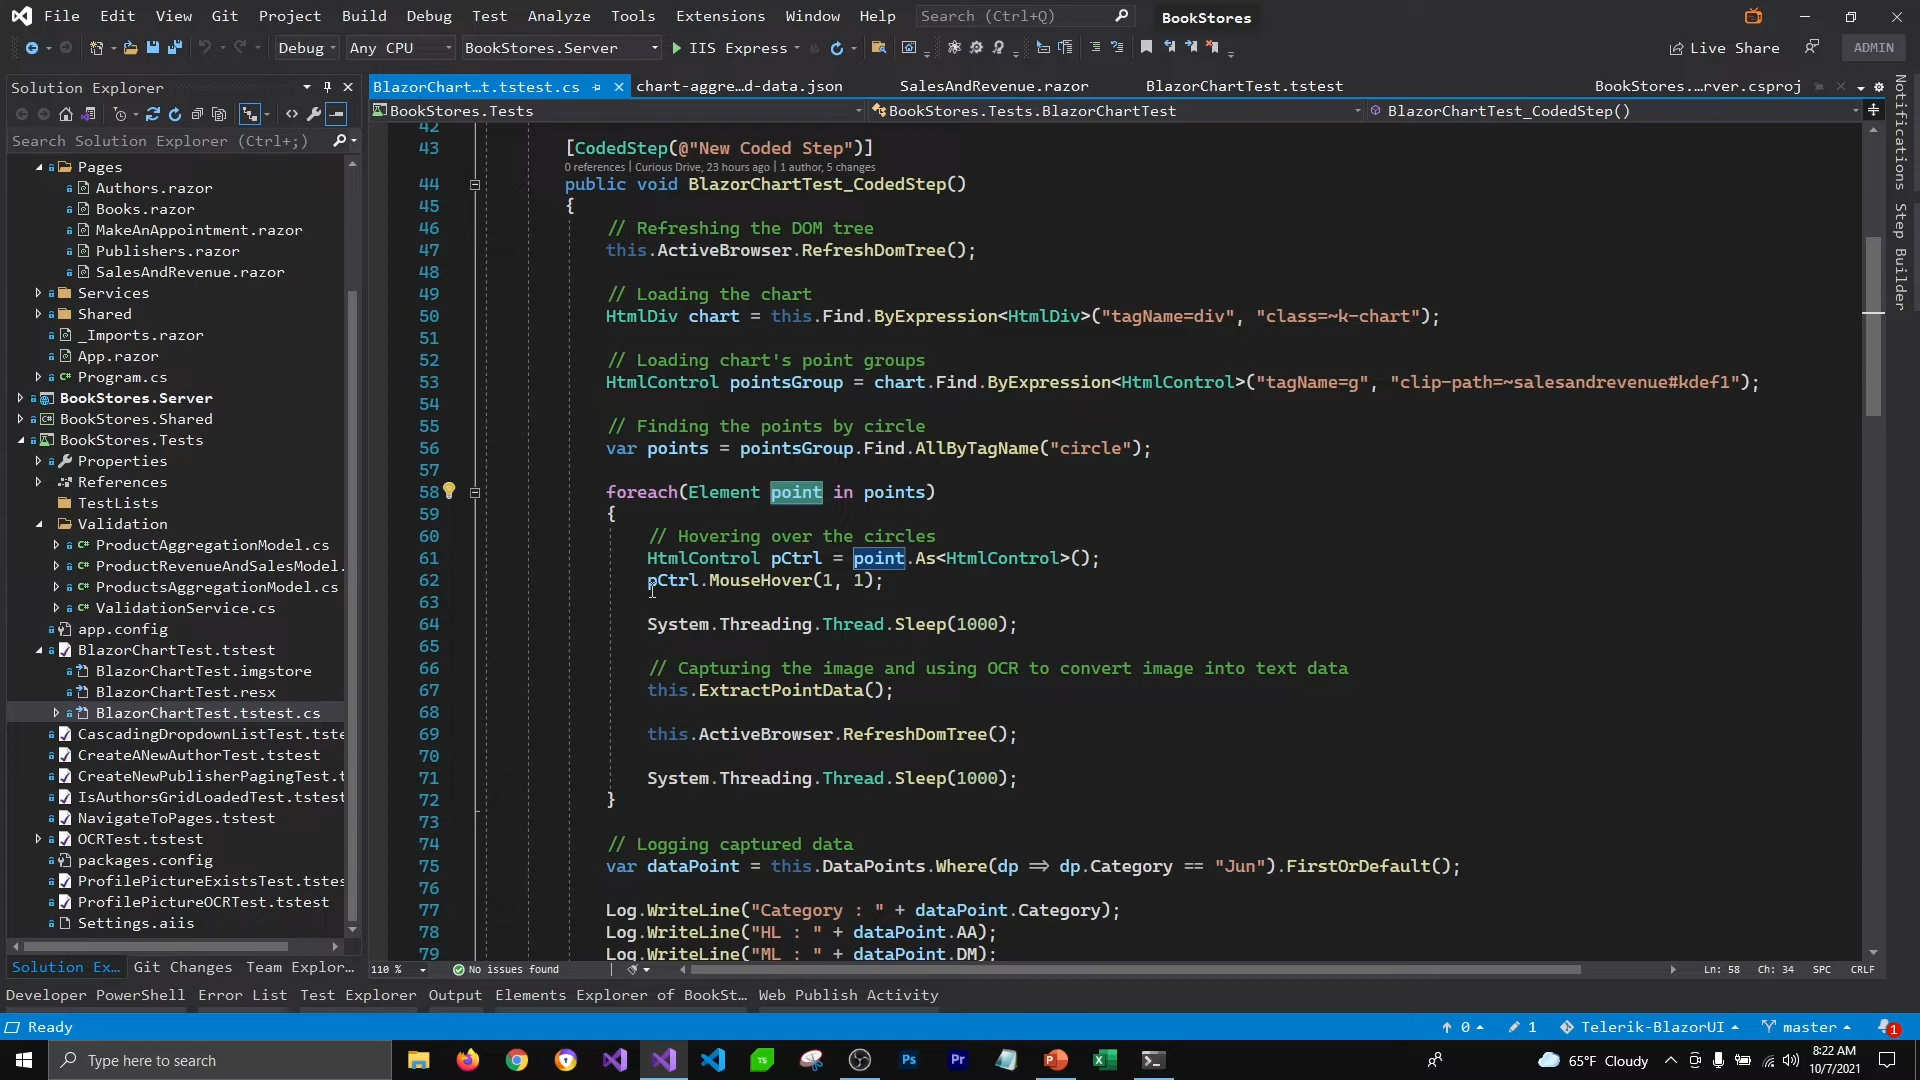 File Edit View Git Project Build Debug Test Analyze Tools Extensions Window Help Search (Ctrl+Q) BookStores
Debug Any CPU BookStores.Server IIS Express Live Share ADMIN
Solution Explorer
Search Solution Explorer (Ctrl+;)
Pages
Authors.razor
Books.razor
MakeAnAppointment.razor
Publishers.razor
SalesAndRevenue.razor
Services
Shared
_Imports.razor
App.razor
Program.cs
BookStores.Server
BookStores.Shared
BookStores.Tests
Properties
References
TestLists
Validation
ProductAggregationModel.cs
ProductRevenueAndSalesModel.
ProductsAggregationModel.cs
ValidationService.cs
app.config
BlazorChartTest.tstest
BlazorChartTest.imgstore
BlazorChartTest.resx
BlazorChartTest.tstest.cs
CascadingDropdownListTest.tste
CreateANewAuthorTest.tstest
CreateNewPublisherPagingTest.t
IsAuthorsGridLoadedTest.tstest
NavigateToPages.tstest
OCRTest.tstest
packages.config
ProfilePictureExistsTest.tstes
ProfilePictureOCRTest.tstest
Settings.aiis
Solution Ex... Git Changes Team Explor...
BlazorChart...t.tstest.cs chart-aggre...d-data.json SalesAndRevenue.razor BlazorChartTest.tstest BookStores....rver.csproj
BookStores.Tests BookStores.Tests.BlazorChartTest BlazorChartTest_CodedStep()
42
43 [CodedStep(@"New Coded Step")]
0 references | Curious Drive, 23 hours ago | 1 author, 5 changes
44 public void BlazorChartTest_CodedStep()
45 {
46 // Refreshing the DOM tree
47 this.ActiveBrowser.RefreshDomTree();
48
49 // Loading the chart
50 HtmlDiv chart = this.Find.ByExpression<HtmlDiv>("tagName=div", "class=~k-chart");
51
52 // Loading chart's point groups
53 HtmlControl pointsGroup = chart.Find.ByExpression<HtmlControl>("tagName=g", "clip-path=~salesandrevenue#kdef1");
54
55 // Finding the points by circle
56 var points = pointsGroup.Find.AllByTagName("circle");
57
58 foreach(Element point in points)
59 {
60 // Hovering over the circles
61 HtmlControl pCtrl = point.As<HtmlControl>();
62 pCtrl.MouseHover(1, 1);
63
64 System.Threading.Thread.Sleep(1000);
65
66 // Capturing the image and using OCR to convert image into text data
67 this.ExtractPointData();
68
69 this.ActiveBrowser.RefreshDomTree();
70
71 System.Threading.Thread.Sleep(1000);
72 }
73
74 // Logging captured data
75 var dataPoint = this.DataPoints.Where(dp => dp.Category == "Jun").FirstOrDefault();
76
77 Log.WriteLine("Category : " + dataPoint.Category);
78 Log.WriteLine("HL : " + dataPoint.AA);
79 Log.WriteLine("ML : " + dataPoint.DM);
110 % No issues found Ln: 58 Ch: 34 SPC CRLF
Notifications
Step Builder
Developer PowerShell Error List Test Explorer Output Elements Explorer of BookSt... Web Publish Activity
Ready 0 1 Telerik-BlazorUI master 1
Type here to search TS Ps Pr 65°F Cloudy 8:22 AM
10/7/2021